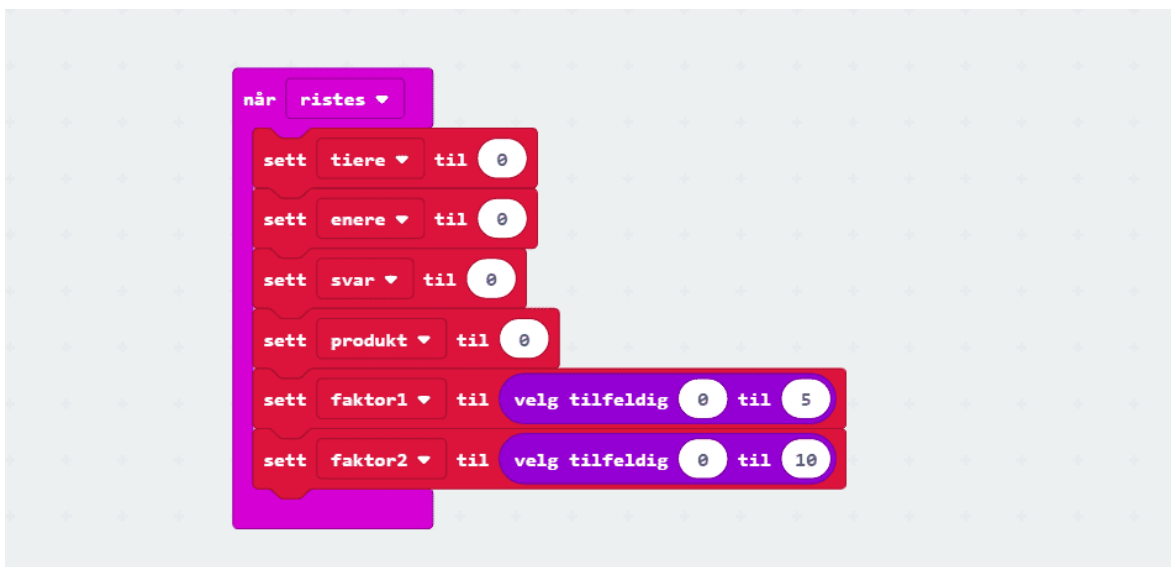 når ristes
sett tiere til 0
sett enere til 0
sett svar til 0
sett produkt til 0
sett faktor1 til velg tilfeldig 0 til 5
sett faktor2 til velg tilfeldig 0 til 10